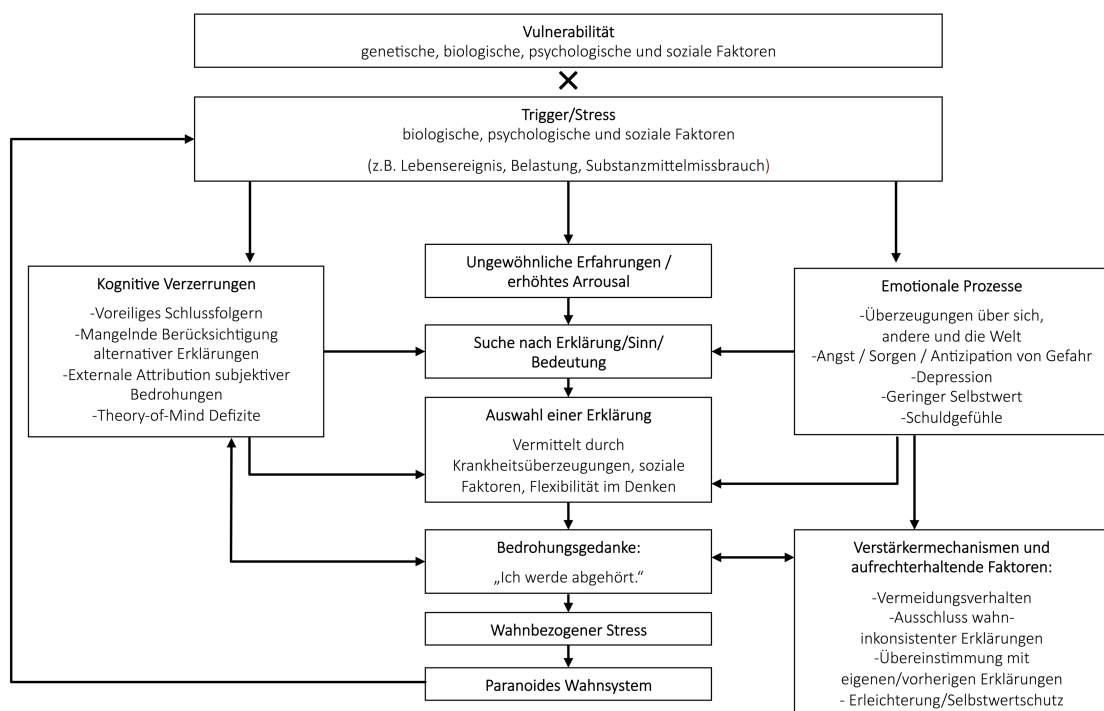 Vulnerabilität
genetische, biologische, psychologische und soziale Faktoren
Trigger/Stress
biologische, psychologische und soziale Faktoren
(z.B. Lebensereignis, Belastung, Substanzmittelmissbrauch)
Kognitive Verzerrungen
-Voreiliges Schlussfolgern
-Mangelnde Berücksichtigung
alternativer Erklärungen
-Externale Attribution subjektiver
Bedrohungen
-Theory-of-Mind Defizite
Ungewöhnliche Erfahrungen /
erhöhtes Arrousal
Suche nach Erklärung/Sinn/
Bedeutung
Auswahl einer Erklärung
Vermittelt durch
Krankheitsüberzeugungen, soziale
Faktoren, Flexibilität im Denken
Bedrohungsgedanke:
„Ich werde abgehört.“
Wahnbezogener Stress
Paranoides Wahnsystem
Emotionale Prozesse
-Überzeugungen über sich,
andere und die Welt
-Angst / Sorgen / Antizipation von Gefahr
-Depression
-Geringer Selbstwert
-Schuldgefühle
Verstärkermechanismen und
aufrechterhaltende Faktoren:
-Vermeidungsverhalten
-Ausschluss wahn-
inkonsistenter Erklärungen
-Übereinstimmung mit
eigenen/vorherigen Erklärungen
- Erleichterung/Selbstwertschutz